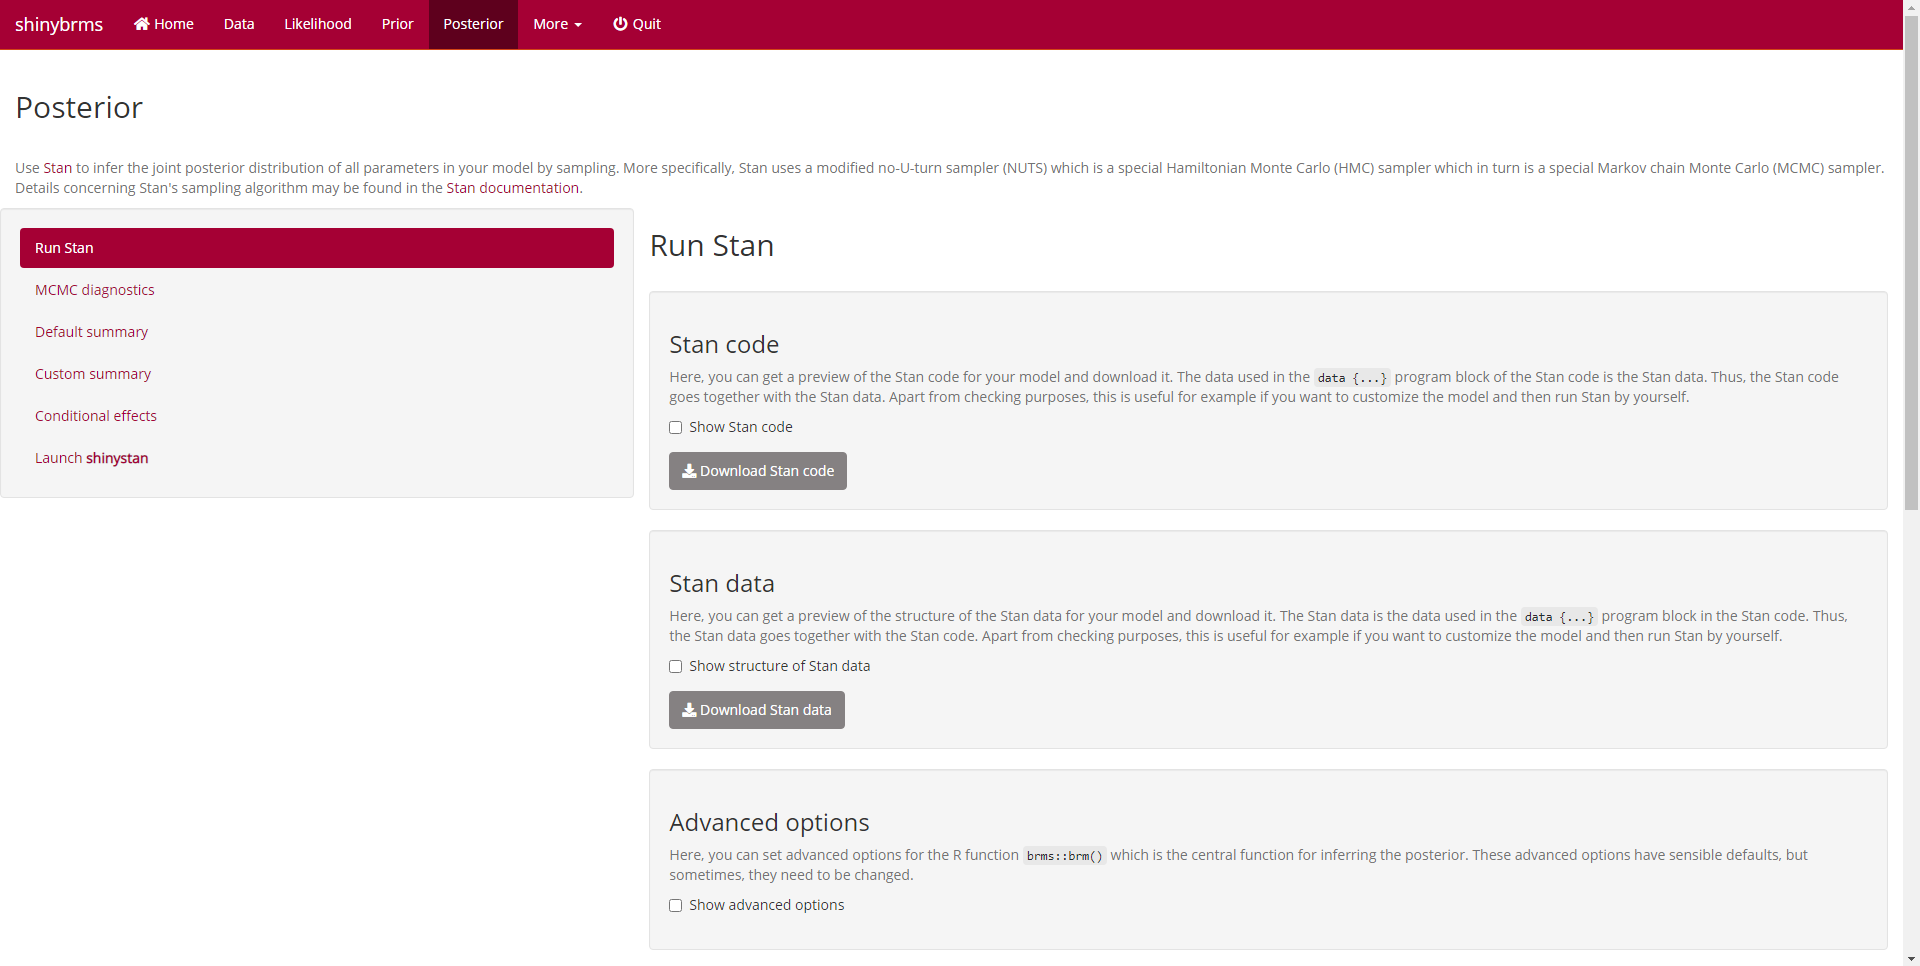 shinybrms Home Data Likelihood Prior Posterior More Quit
Posterior
Use Stan to infer the joint posterior distribution of all parameters in your model by sampling. More specifically, Stan uses a modified no-U-turn sampler (NUTS) which is a special Hamiltonian Monte Carlo (HMC) sampler which in turn is a special Markov chain Monte Carlo (MCMC) sampler.
Details concerning Stan's sampling algorithm may be found in the Stan documentation.
Run Stan
MCMC diagnostics
Default summary
Custom summary
Conditional effects
Launch shinystan
Run Stan
Stan code
Here, you can get a preview of the Stan code for your model and download it. The data used in the data {...} program block of the Stan code is the Stan data. Thus, the Stan code
goes together with the Stan data. Apart from checking purposes, this is useful for example if you want to customize the model and then run Stan by yourself.
Show Stan code
Download Stan code
Stan data
Here, you can get a preview of the structure of the Stan data for your model and download it. The Stan data is the data used in the data {...} program block in the Stan code. Thus,
the Stan data goes together with the Stan code. Apart from checking purposes, this is useful for example if you want to customize the model and then run Stan by yourself.
Show structure of Stan data
Download Stan data
Advanced options
Here, you can set advanced options for the R function brms::brm() which is the central function for inferring the posterior. These advanced options have sensible defaults, but
sometimes, they need to be changed.
Show advanced options